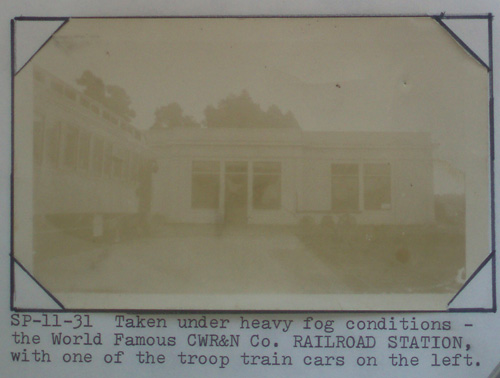 SP-11-31 Taken under heavy fog conditions -
the World Famous CWR&N Co. RAILROAD STATION,
with one of the troop train cars on the left.